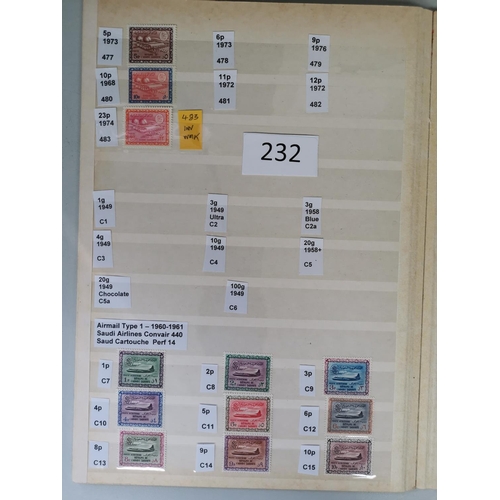 5p
1973
477
6p
1973
478
9p
1976
479
10p
1968
480
11p
1972
481
12p
1972
482
23p
1974
483
483
232
1g
1949
C1
3g
1949
Ultra
C2
3g
1958
Blue
C2a
4g
1949
C3
10g
1949
C4
20g
1958+
C5
20g
1949
Chocolate
C5a
100g
1949
C6
Airmail Type 1 – 1960-1961
Saudi Airlines Convair 440
Saud Cartouche Perf 14
1p
C7
2p
C8
3p
C9
4p
C10
5p
C11
6p
C12
8p
C13
9p
C14
10p
C15